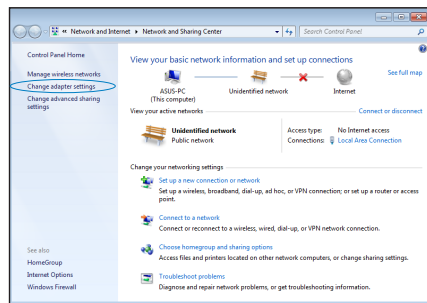 « Network and Internet ▸ Network and Sharing Center
Search Control Panel
Control Panel Home
Manage wireless networks
Change adapter settings
Change advanced sharing
settings
See also
HomeGroup
Internet Options
Windows Firewall
View your basic network information and set up connections
See full map
ASUS-PC
(This computer)
Unidentified network
Internet
View your active networks
Connect or disconnect
Unidentified network
Public network
Access type: No Internet access
Connections: Local Area Connection
Change your networking settings
Set up a new connection or network
Set up a wireless, broadband, dial-up, ad hoc, or VPN connection; or set up a router or access
point.
Connect to a network
Connect or reconnect to a wireless, wired, dial-up, or VPN network connection.
Choose homegroup and sharing options
Access files and printers located on other network computers, or change sharing settings.
Troubleshoot problems
Diagnose and repair network problems, or get troubleshooting information.